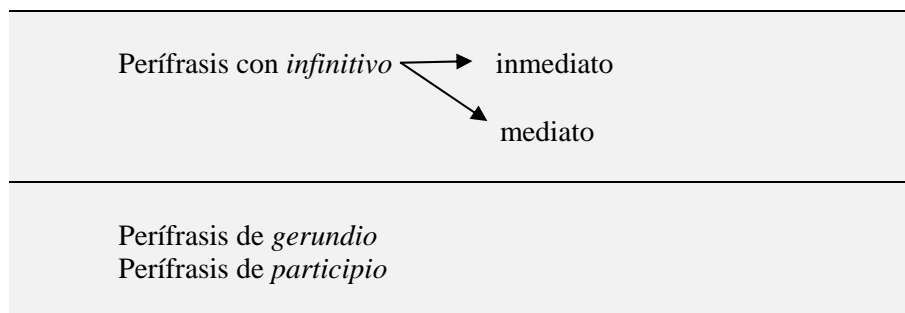 Perífrasis con infinitivo inmediato
mediato
Perífrasis de gerundio
Perífrasis de participio